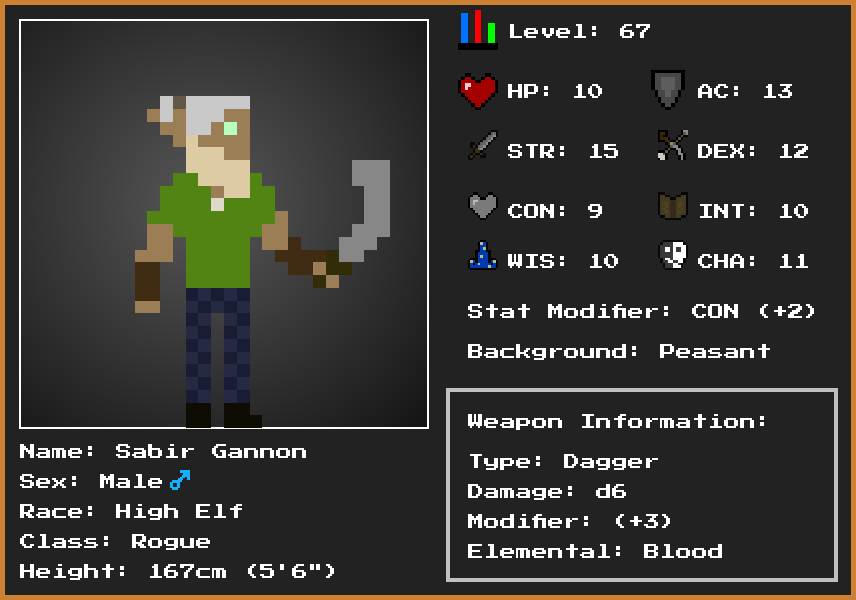 Level: 67
HP: 10 AC: 13
STR: 15 DEX: 12
CON: 9 INT: 10
WIS: 10 CHA: 11
Stat Modifier: CON (+2)
Background: Peasant
Weapon Information:
Type: Dagger
Damage: d6
Modifier: (+3)
Elemental: Blood
Name: Sabir Gannon
Sex: Male♂
Race: High Elf
Class: Rogue
Height: 167cm (5'6")